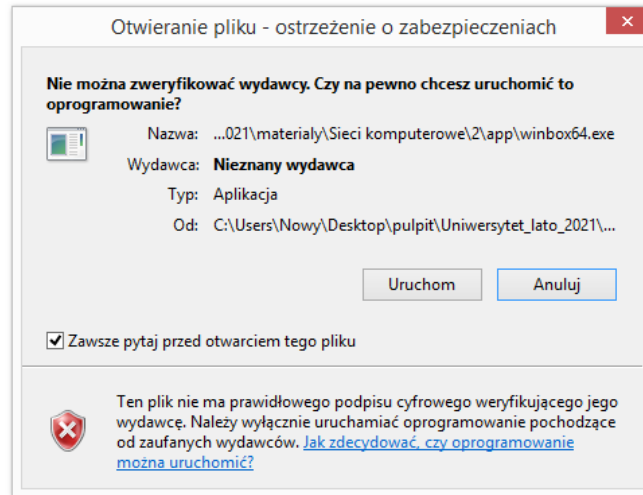 Otwieranie pliku - ostrzeżenie o zabezpieczeniach
Nie można zweryfikować wydawcy. Czy na pewno chcesz uruchomić to
oprogramowanie?
Nazwa: ...021\materialy\Sieci komputerowe\2\app\winbox64.exe
Wydawca: Nieznany wydawca
Typ: Aplikacja
Od: C:\Users\Nowy\Desktop\pulpit\Uniwersytet_lato_2021\...
Uruchom Anuluj
Zawsze pytaj przed otwarciem tego pliku
Ten plik nie ma prawidłowego podpisu cyfrowego weryfikującego jego
wydawcę. Należy wyłącznie uruchamiać oprogramowanie pochodzące
od zaufanych wydawców. Jak zdecydować, czy oprogramowanie
można uruchomić?